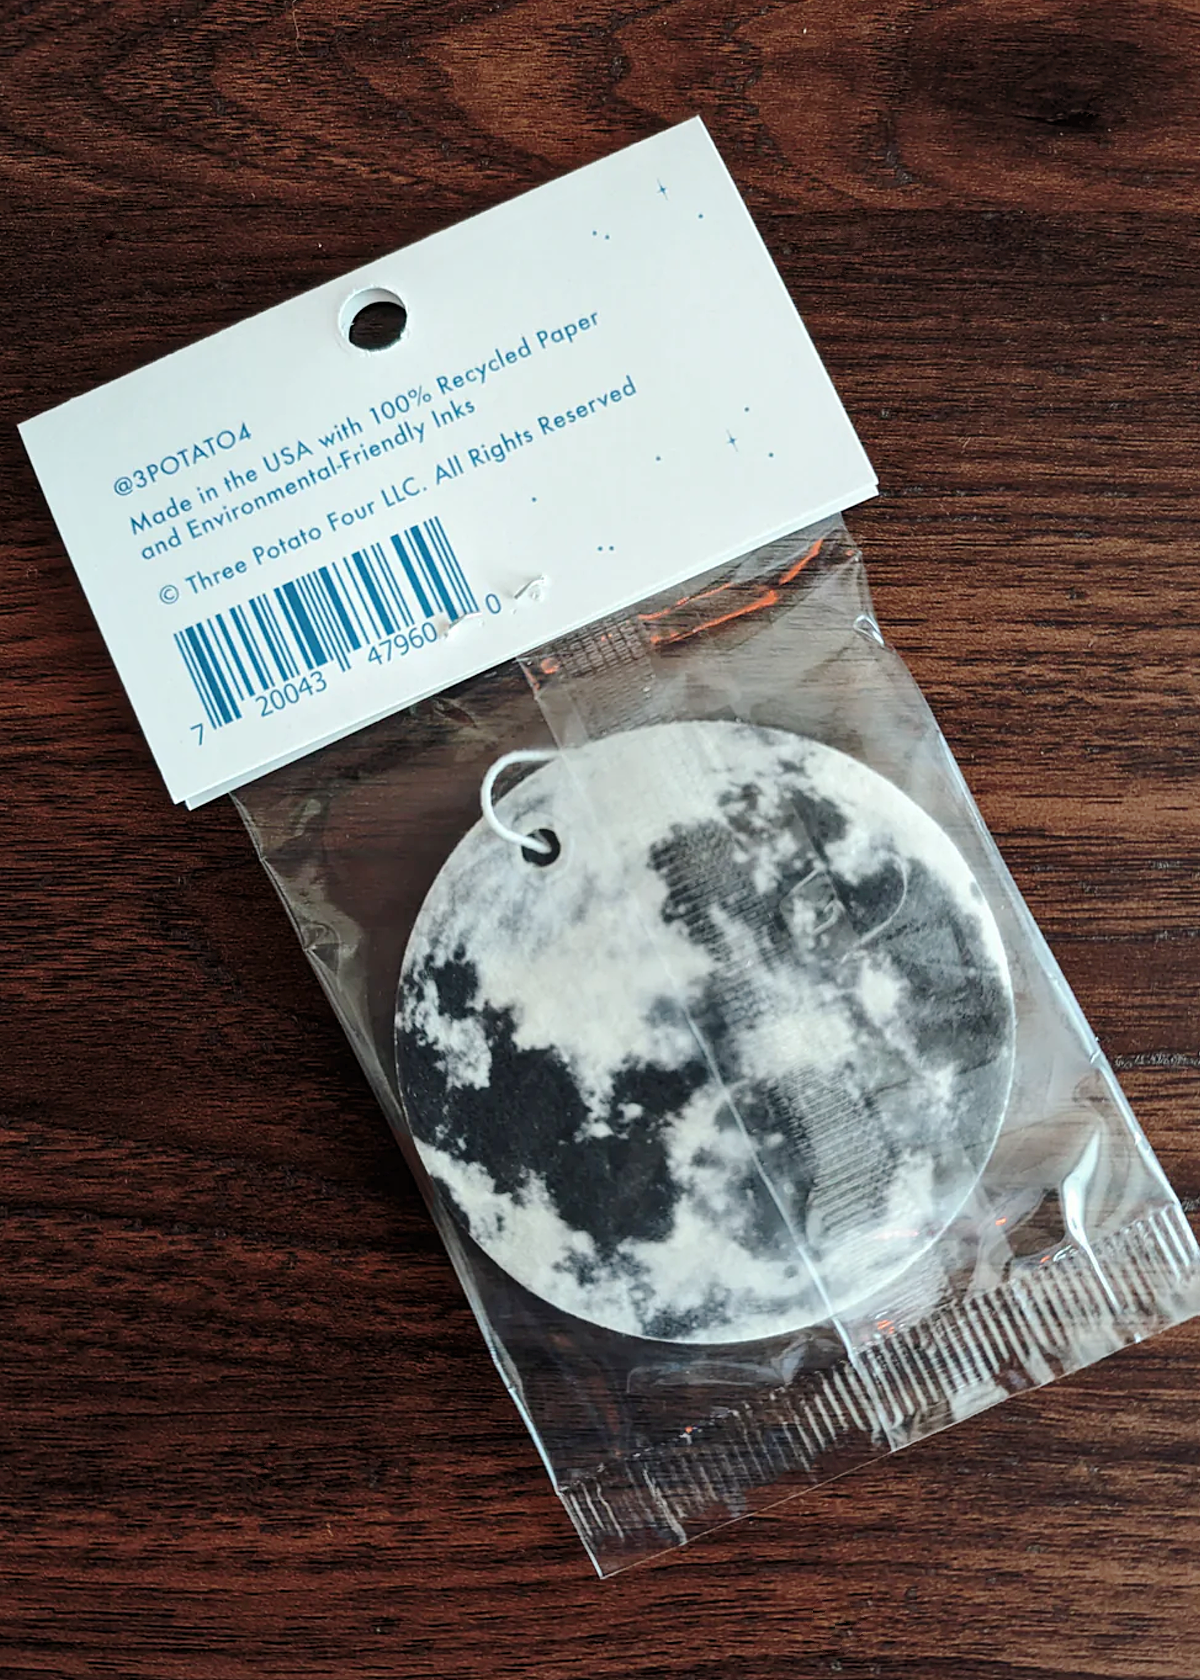 @3POTATO4
Made in the USA with 100% Recycled Paper
and Environmental-Friendly Inks
© Three Potato Four LLC. All Rights Reserved
7 20043 47960 0